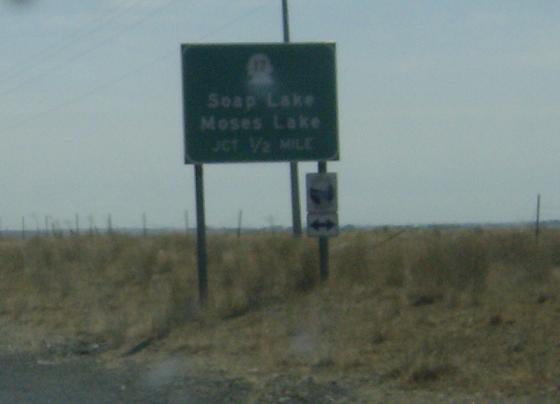 17
Soap Lake
Moses Lake
JCT 1/2 MILE